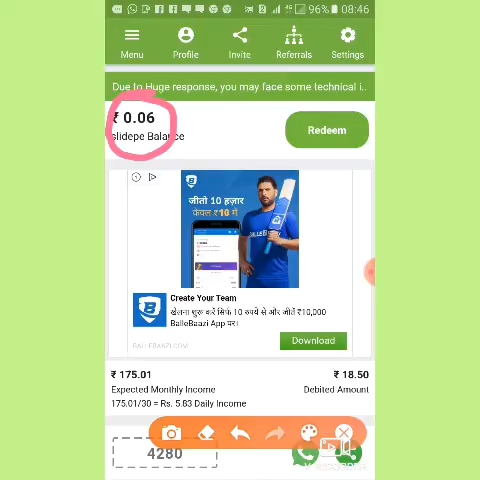 4G 96% 08:46
Menu Profile Invite Referrals Settings
Due to Huge response, you may face some technical i..
₹ 0.06
slidepe Balance
Redeem
जीतो 10 हज़ार
केवल ₹10 में
Create Your Team
खेलना शुरू करें सिर्फ 10 रुपये से और जीतें ₹10,000
BalleBaazi App पर।
BALLEBAAZI.COM
Download
₹ 175.01 ₹ 18.50
Expected Monthly Income Debited Amount
175.01/30 = Rs. 5.83 Daily Income
4280